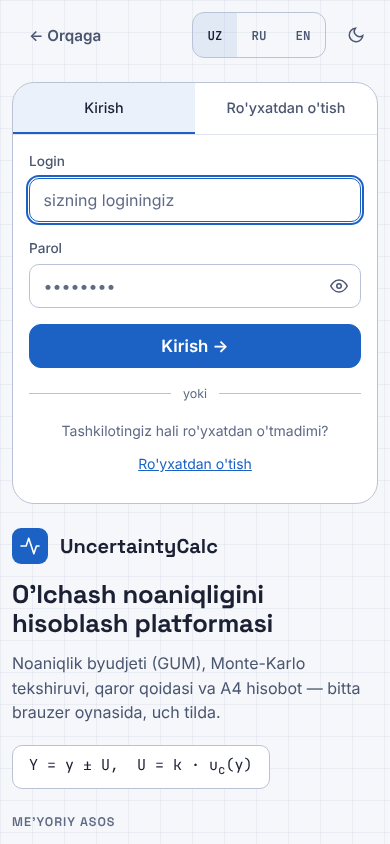 ← Orqaga
UZ RU EN
Kirish Ro'yxatdan o'tish
Login
sizning loginingiz
Parol
••••••••
Kirish →
yoki
Tashkilotingiz hali ro'yxatdan o'tmadimi?
Ro'yxatdan o'tish
UncertaintyCalc
O‘lchash noaniqligini
hisoblash platformasi
Noaniqlik byudjeti (GUM), Monte-Karlo
tekshiruvi, qaror qoidasi va A4 hisobot — bitta
brauzer oynasida, uch tilda.
Y = y ± U, U = k · u_c(y)
ME'YORIY ASOS